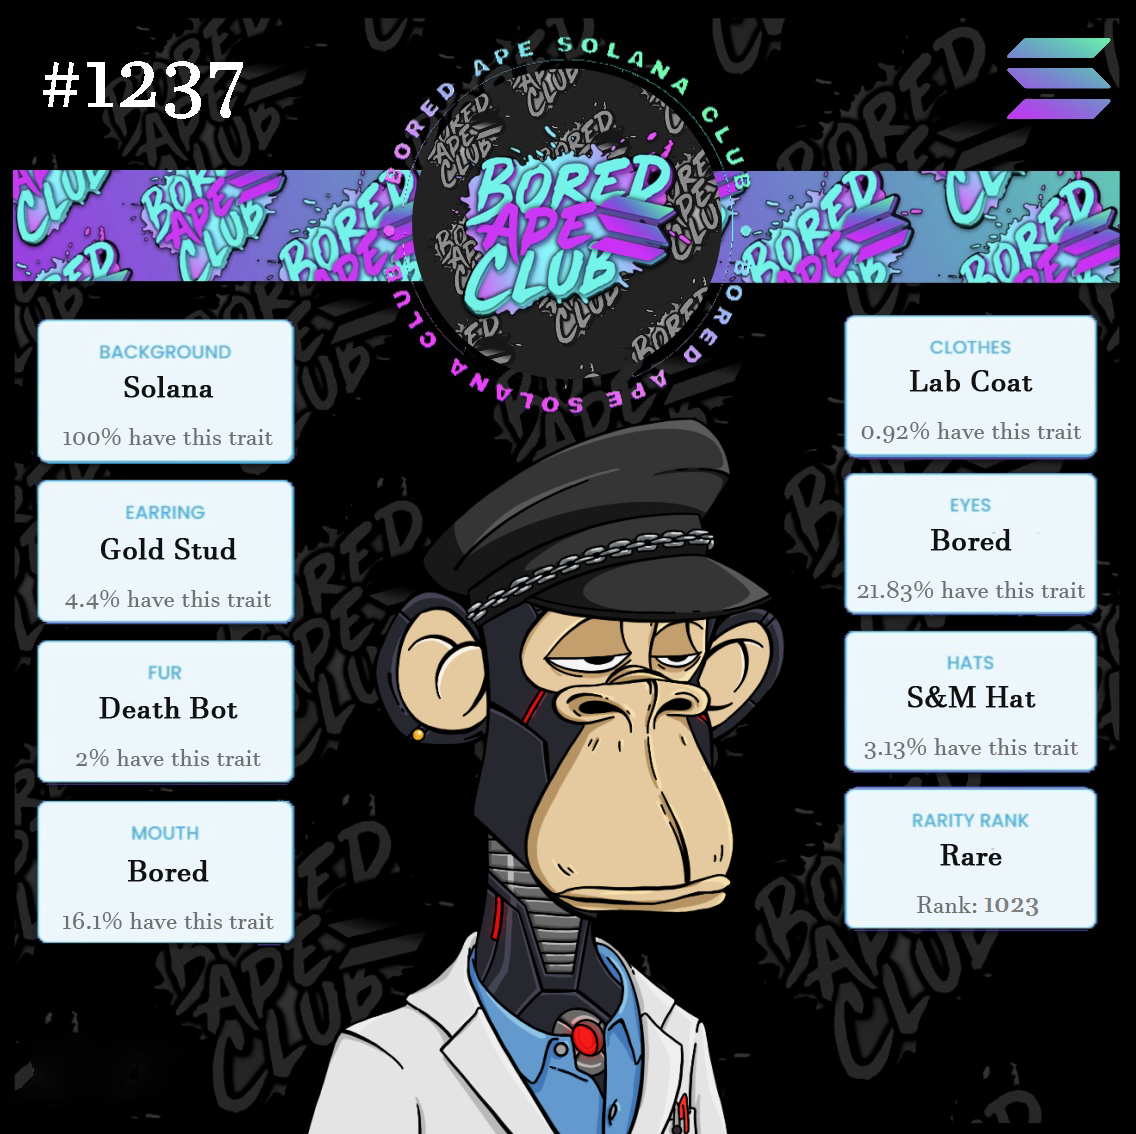 #1237
BORED APE SOLANA CLUB
BORED APE SOLANA CLUB
BORED
APE
CLUB
BACKGROUND
Solana
100% have this trait
EARRING
Gold Stud
4.4% have this trait
FUR
Death Bot
2% have this trait
MOUTH
Bored
16.1% have this trait
CLOTHES
Lab Coat
0.92% have this trait
EYES
Bored
21.83% have this trait
HATS
S&M Hat
3.13% have this trait
RARITY RANK
Rare
Rank: 1023